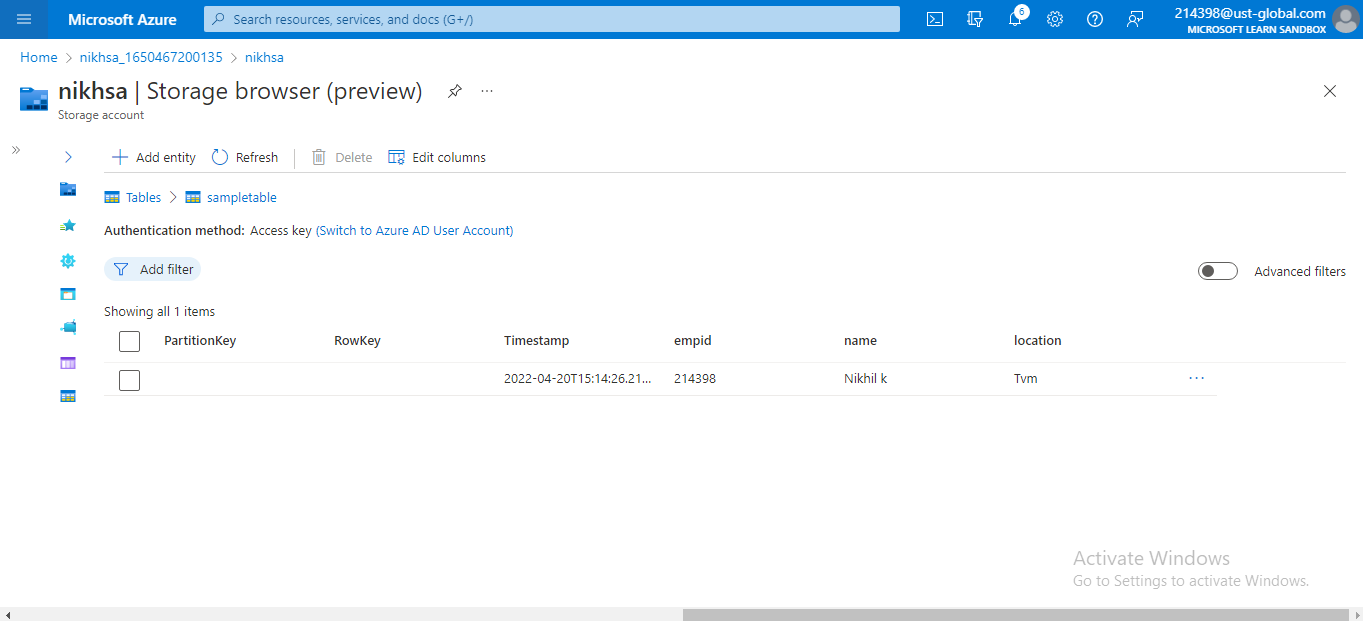 Microsoft Azure
Search resources, services, and docs (G+/)
6
214398@ust-global.com
MICROSOFT LEARN SANDBOX
Home > nikhsa_1650467200135 > nikhsa
nikhsa | Storage browser (preview)
Storage account
Add entity Refresh Delete Edit columns
Tables > sampletable
Authentication method: Access key (Switch to Azure AD User Account)
Add filter
Advanced filters
Showing all 1 items
PartitionKey RowKey Timestamp empid name location
2022-04-20T15:14:26.21... 214398 Nikhil k Tvm
Activate Windows
Go to Settings to activate Windows.